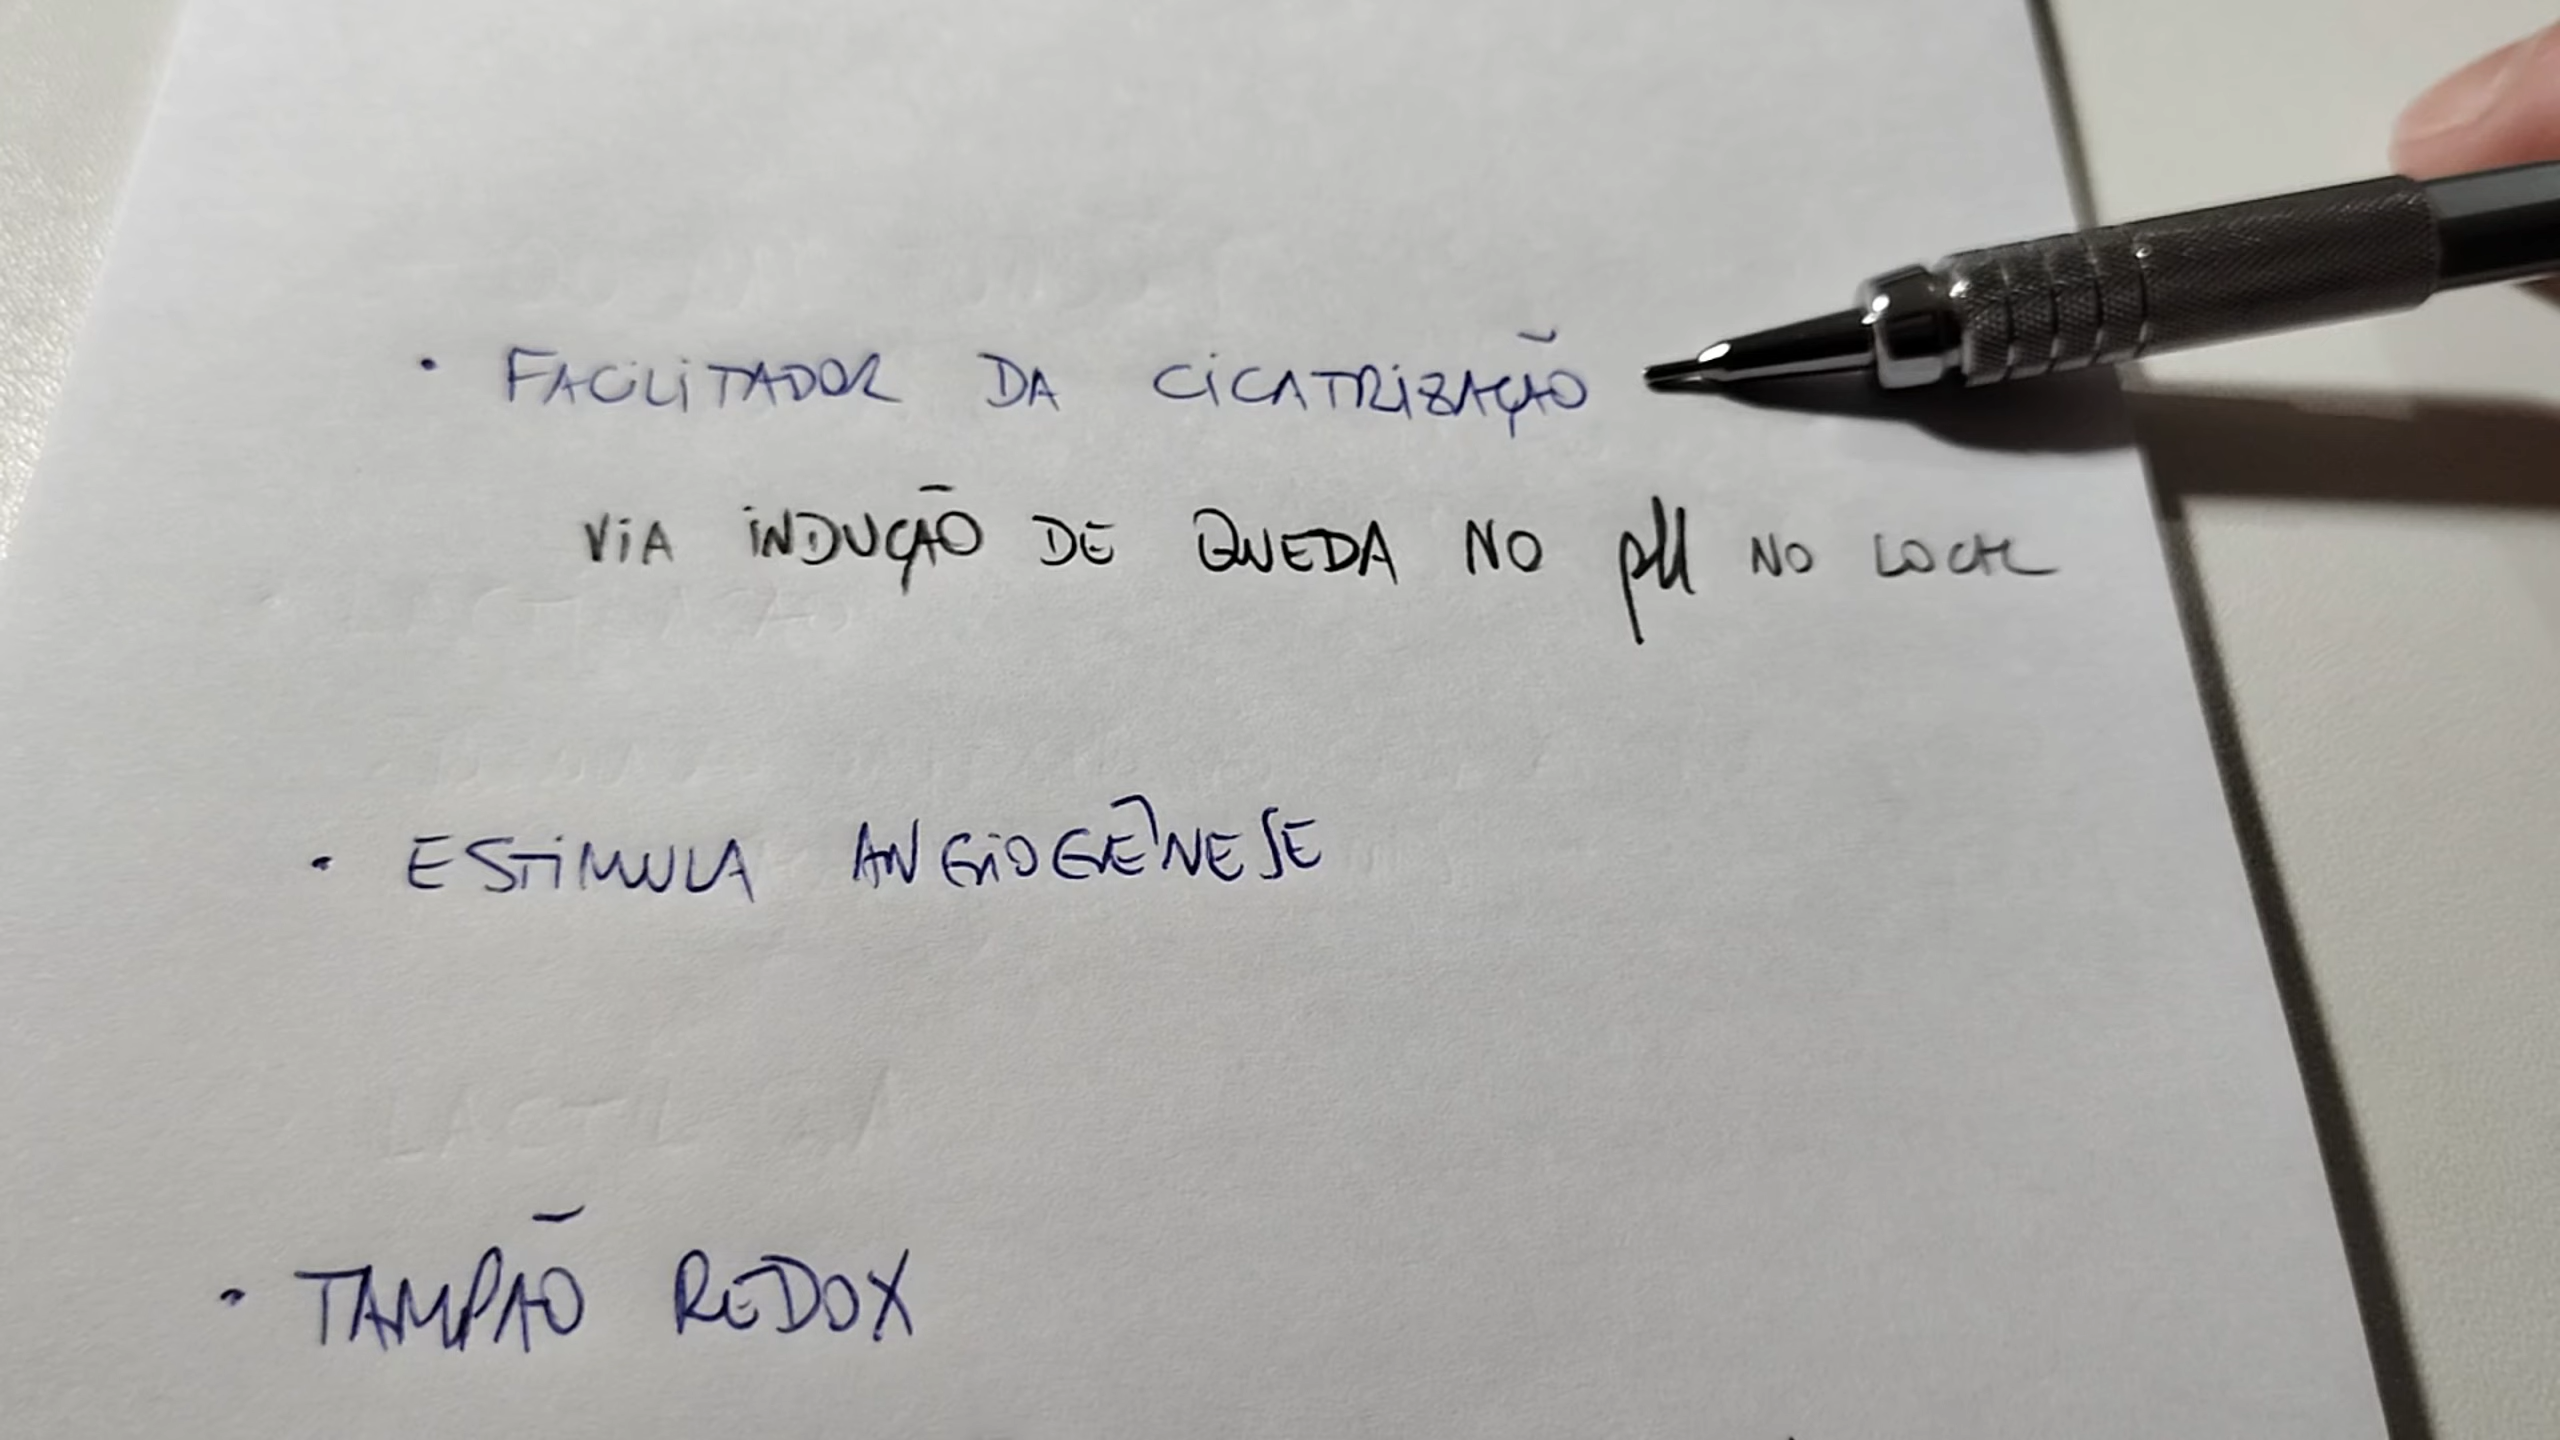 · FACILITADOR DA CICATRIZAÇÃO
VIA INDUÇÃO DE QUEDA NO pH NO LOCAL
· ESTIMULA ANGIOGÊNESE
· TAMPÃO REDOX